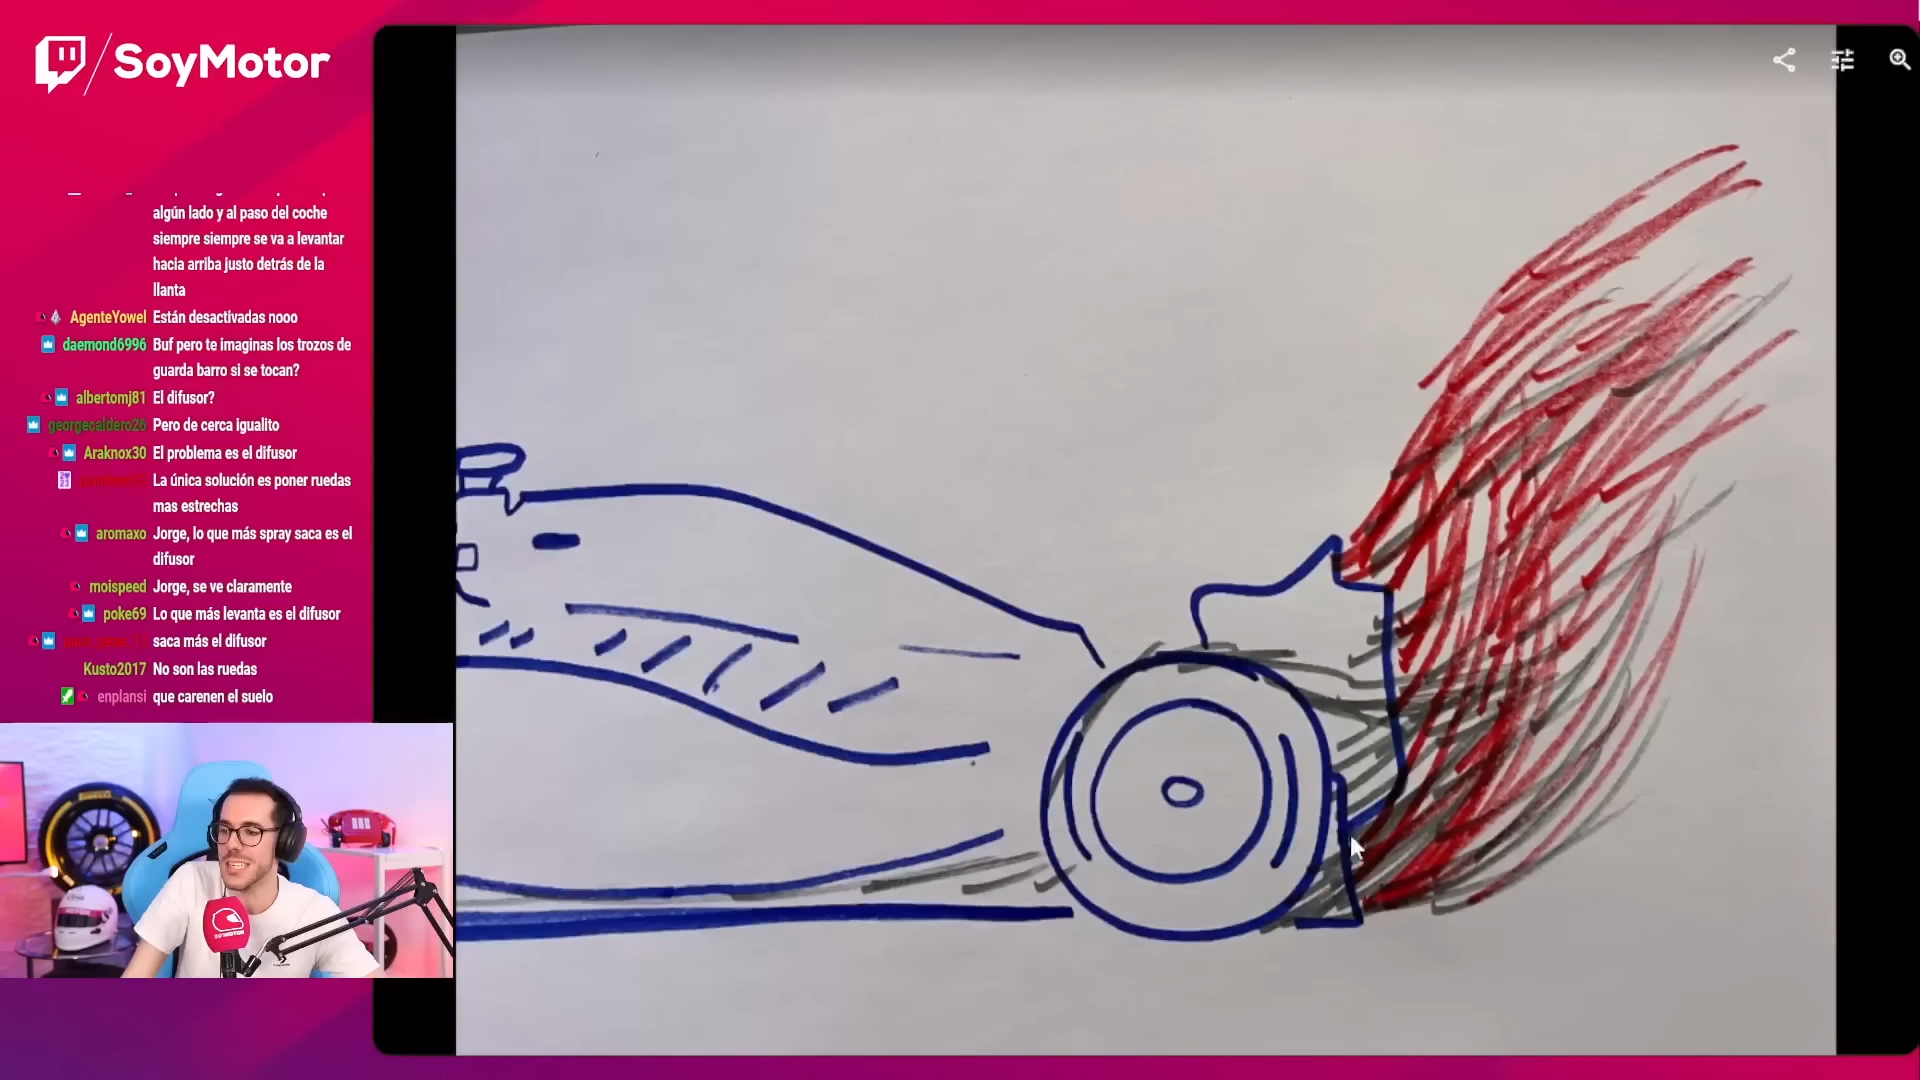 SoyMotor
algún lado y al paso del coche
siempre siempre se va a levantar
hacia arriba justo detrás de la
llanta
AgenteYowel Están desactivadas nooo
daemond6996 Buf pero te imaginas los trozos de
guarda barro si se tocan?
albertomj81 El difusor?
georgecaldero26 Pero de cerca igualito
Araknox30 El problema es el difusor
La única solución es poner ruedas
mas estrechas
aromaxo Jorge, lo que más spray saca es el
difusor
moispeed Jorge, se ve claramente
poke69 Lo que más levanta es el difusor
saca más el difusor
Kusto2017 No son las ruedas
enplansi que carenen el suelo